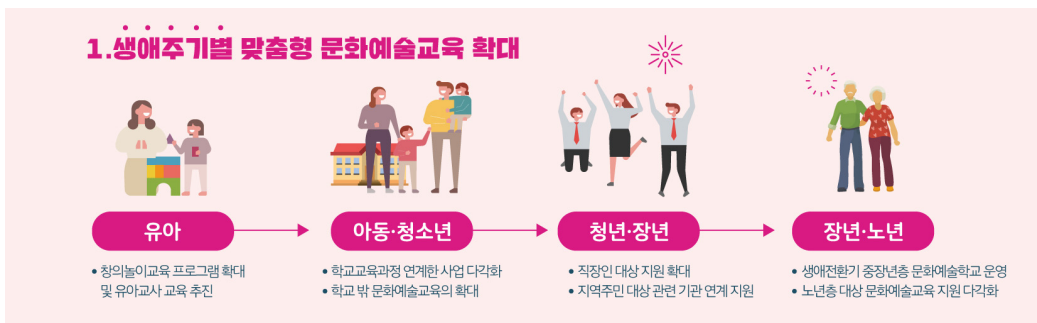 1.생애주기별 맞춤형 문화예술교육 확대
유아
• 창의놀이교육 프로그램 확대
및 유아교사 교육 추진
아동·청소년
• 학교교육과정 연계한 사업 다각화
• 학교 밖 문화예술교육의 확대
청년·장년
• 직장인 대상 지원 확대
• 지역주민 대상 관련 기관 연계 지원
장년·노년
• 생애전환기 중장년층 문화예술학교 운영
• 노년층 대상 문화예술교육 지원 다각화